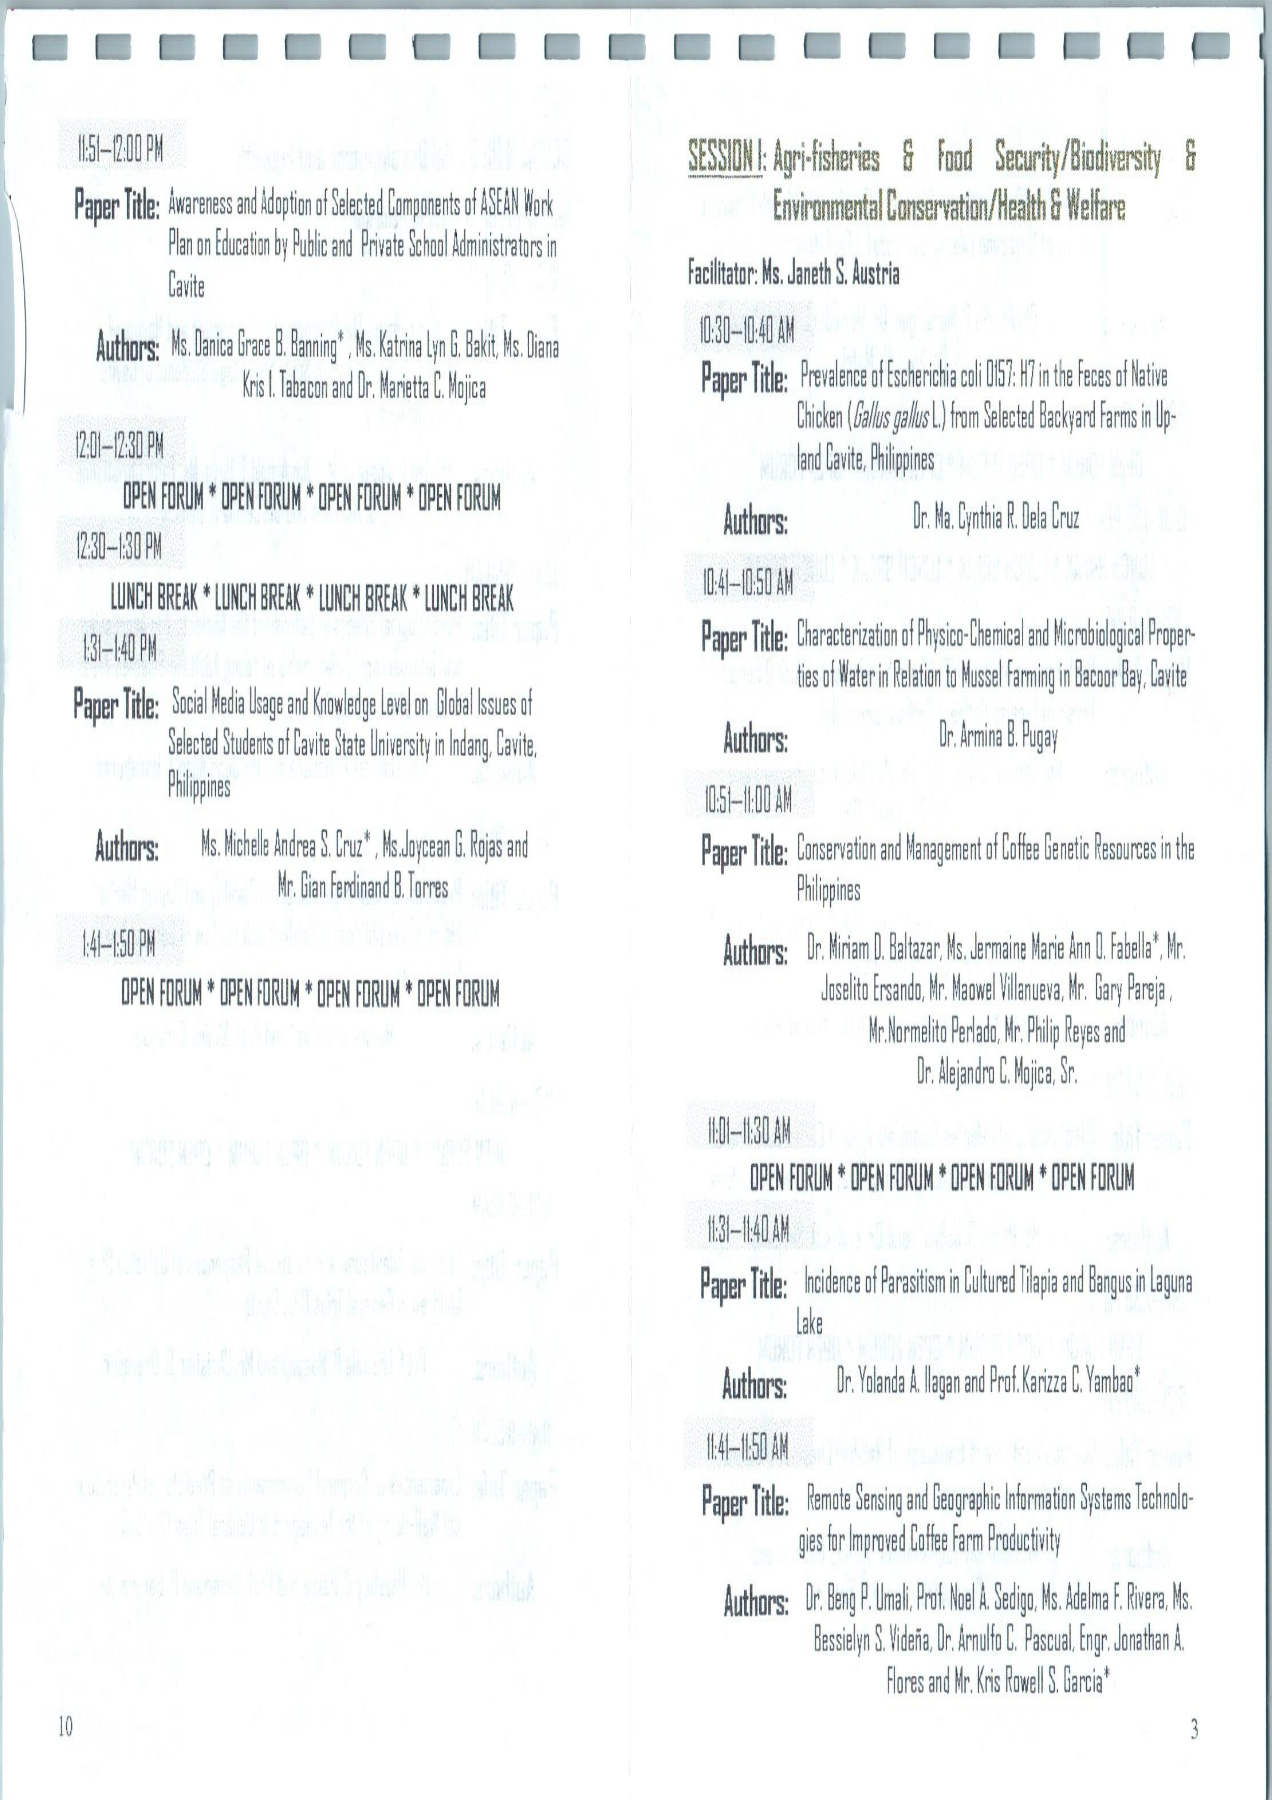 11:51–12:00 PM
Paper Title: Awareness and Adoption of Selected Components of ASEAN Work
Plan on Education by Public and Private School Administrators in
Cavite
Authors: Ms. Danica Grace B. Banning* , Ms. Katrina Lyn G. Bakit, Ms. Diana
Kris I. Tabacon and Dr. Marietta C. Mojica
12:01–12:30 PM
OPEN FORUM * OPEN FORUM * OPEN FORUM * OPEN FORUM
12:30–1:30 PM
LUNCH BREAK * LUNCH BREAK * LUNCH BREAK * LUNCH BREAK
1:31–1:40 PM
Paper Title: Social Media Usage and Knowledge Level on Global Issues of
Selected Students of Cavite State University in Indang, Cavite,
Philippines
Authors: Ms. Michelle Andrea S. Cruz* , Ms.Joycean G. Rojas and
Mr. Gian Ferdinand B. Torres
1:41–1:50 PM
OPEN FORUM * OPEN FORUM * OPEN FORUM * OPEN FORUM
10
SESSION I: Agri-fisheries & Food Security/Biodiversity &
Environmental Conservation/Health & Welfare
Facilitator: Ms. Janeth S. Austria
10:30–10:40 AM
Paper Title: Prevalence of Escherichia coli O157: H7 in the Feces of Native
Chicken (Gallus gallus L.) from Selected Backyard Farms in Up-
land Cavite, Philippines
Authors: Dr. Ma. Cynthia R. Dela Cruz
10:41–10:50 AM
Paper Title: Characterization of Physico-Chemical and Microbiological Proper-
ties of Water in Relation to Mussel Farming in Bacoor Bay, Cavite
Authors: Dr. Armina B. Pugay
10:51–11:00 AM
Paper Title: Conservation and Management of Coffee Genetic Resources in the
Philippines
Authors: Dr. Miriam D. Baltazar, Ms. Jermaine Marie Ann O. Fabella*, Mr.
Joselito Ersando, Mr. Maowel Villanueva, Mr. Gary Pareja ,
Mr.Normelito Perlado, Mr. Philip Reyes and
Dr. Alejandro C. Mojica, Sr.
11:01–11:30 AM
OPEN FORUM * OPEN FORUM * OPEN FORUM * OPEN FORUM
11:31–11:40 AM
Paper Title: Incidence of Parasitism in Cultured Tilapia and Bangus in Laguna
Lake
Authors: Dr. Yolanda A. Ilagan and Prof. Karizza C. Yambao*
11:41–11:50 AM
Paper Title: Remote Sensing and Geographic Information Systems Technolo-
gies for Improved Coffee Farm Productivity
Authors: Dr. Beng P. Umali, Prof. Noel A. Sedigo, Ms. Adelma F. Rivera, Ms.
Bessielyn S. Videña, Dr. Arnulfo C. Pascual, Engr. Jonathan A.
Flores and Mr. Kris Rowell S. Garcia*
3